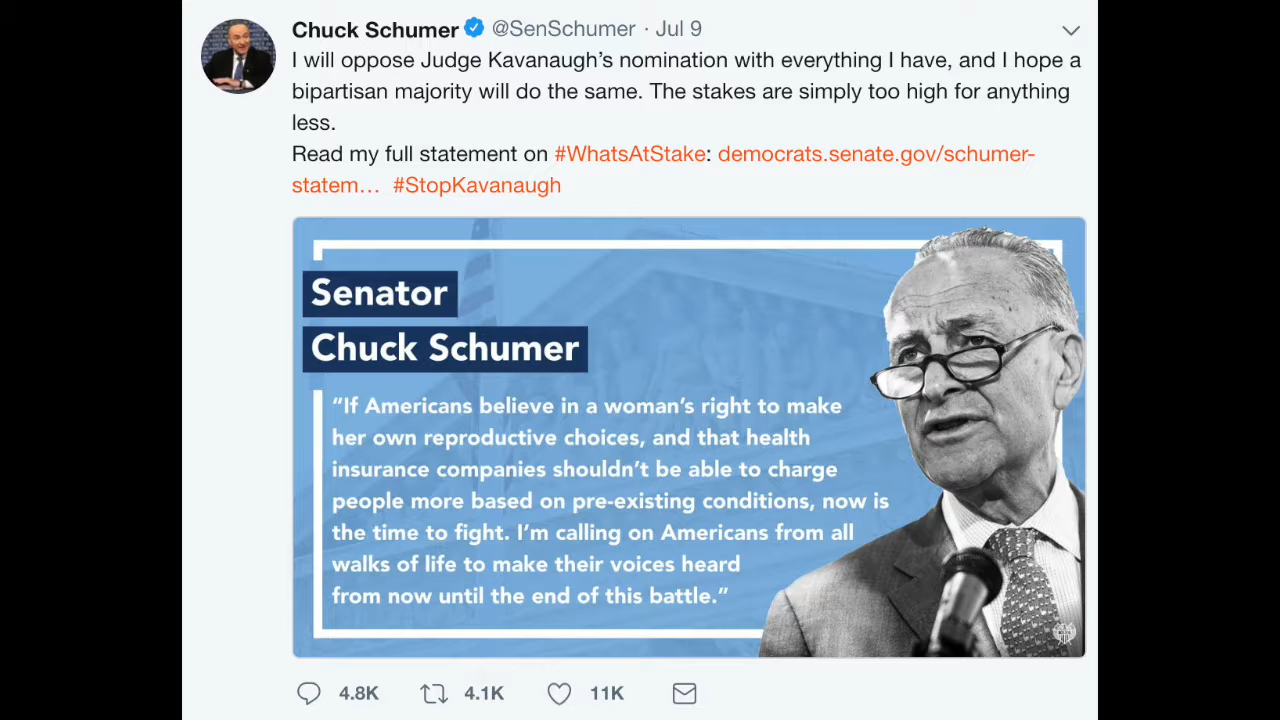 Chuck Schumer @SenSchumer · Jul 9
I will oppose Judge Kavanaugh’s nomination with everything I have, and I hope a
bipartisan majority will do the same. The stakes are simply too high for anything
less.
Read my full statement on #WhatsAtStake: democrats.senate.gov/schumer-
statem… #StopKavanaugh
Senator
Chuck Schumer
“If Americans believe in a woman’s right to make
her own reproductive choices, and that health
insurance companies shouldn’t be able to charge
people more based on pre-existing conditions, now is
the time to fight. I’m calling on Americans from all
walks of life to make their voices heard
from now until the end of this battle.”
4.8K 4.1K 11K